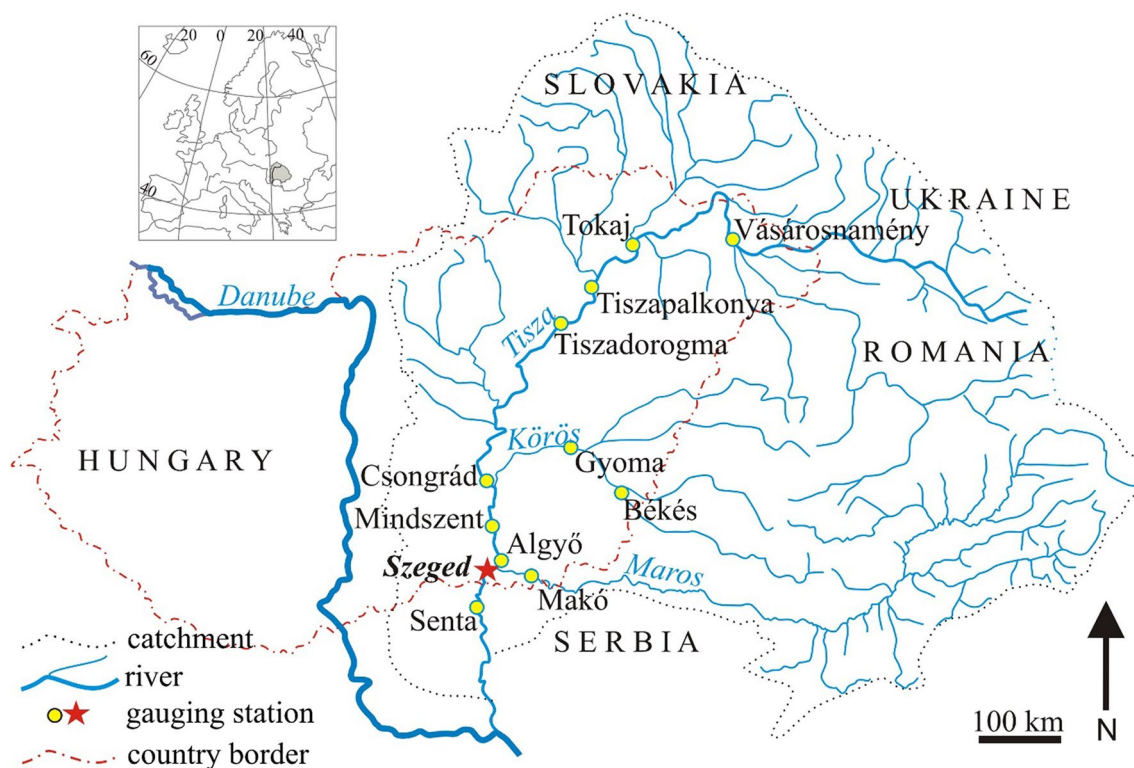 20 0 20 40
60
40
SLOVAKIA
UKRAINE
Tokaj
Vásárosnamény
Danube
Tiszapalkonya
Tisza
Tiszadorogma
ROMANIA
HUNGARY
Körös
Gyoma
Csongrád
Békés
Mindszent
Algyő
Szeged
Maros
Makó
Senta
SERBIA
catchment
river
gauging station
country border
100 km
N